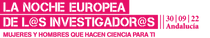 LA NOCHE EUROPEA
DE L@S INVESTIGADOR@S
30|09|22
Andalucía
MUJERES Y HOMBRES QUE HACEN CIENCIA PARA TI